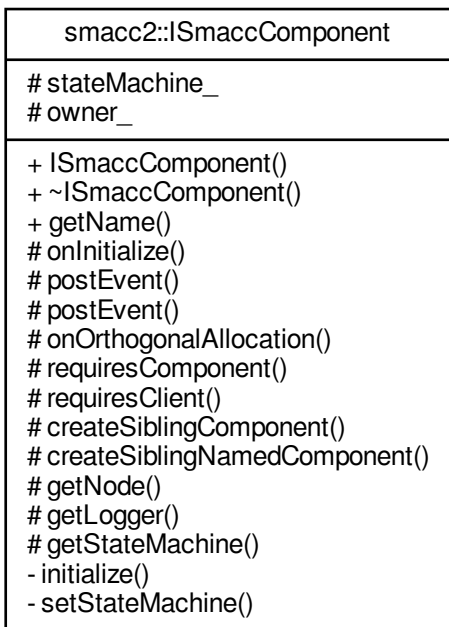 smacc2::ISmaccComponent
# stateMachine_
# owner_
+ ISmaccComponent()
+ ~ISmaccComponent()
+ getName()
# onInitialize()
# postEvent()
# postEvent()
# onOrthogonalAllocation()
# requiresComponent()
# requiresClient()
# createSiblingComponent()
# createSiblingNamedComponent()
# getNode()
# getLogger()
# getStateMachine()
- initialize()
- setStateMachine()